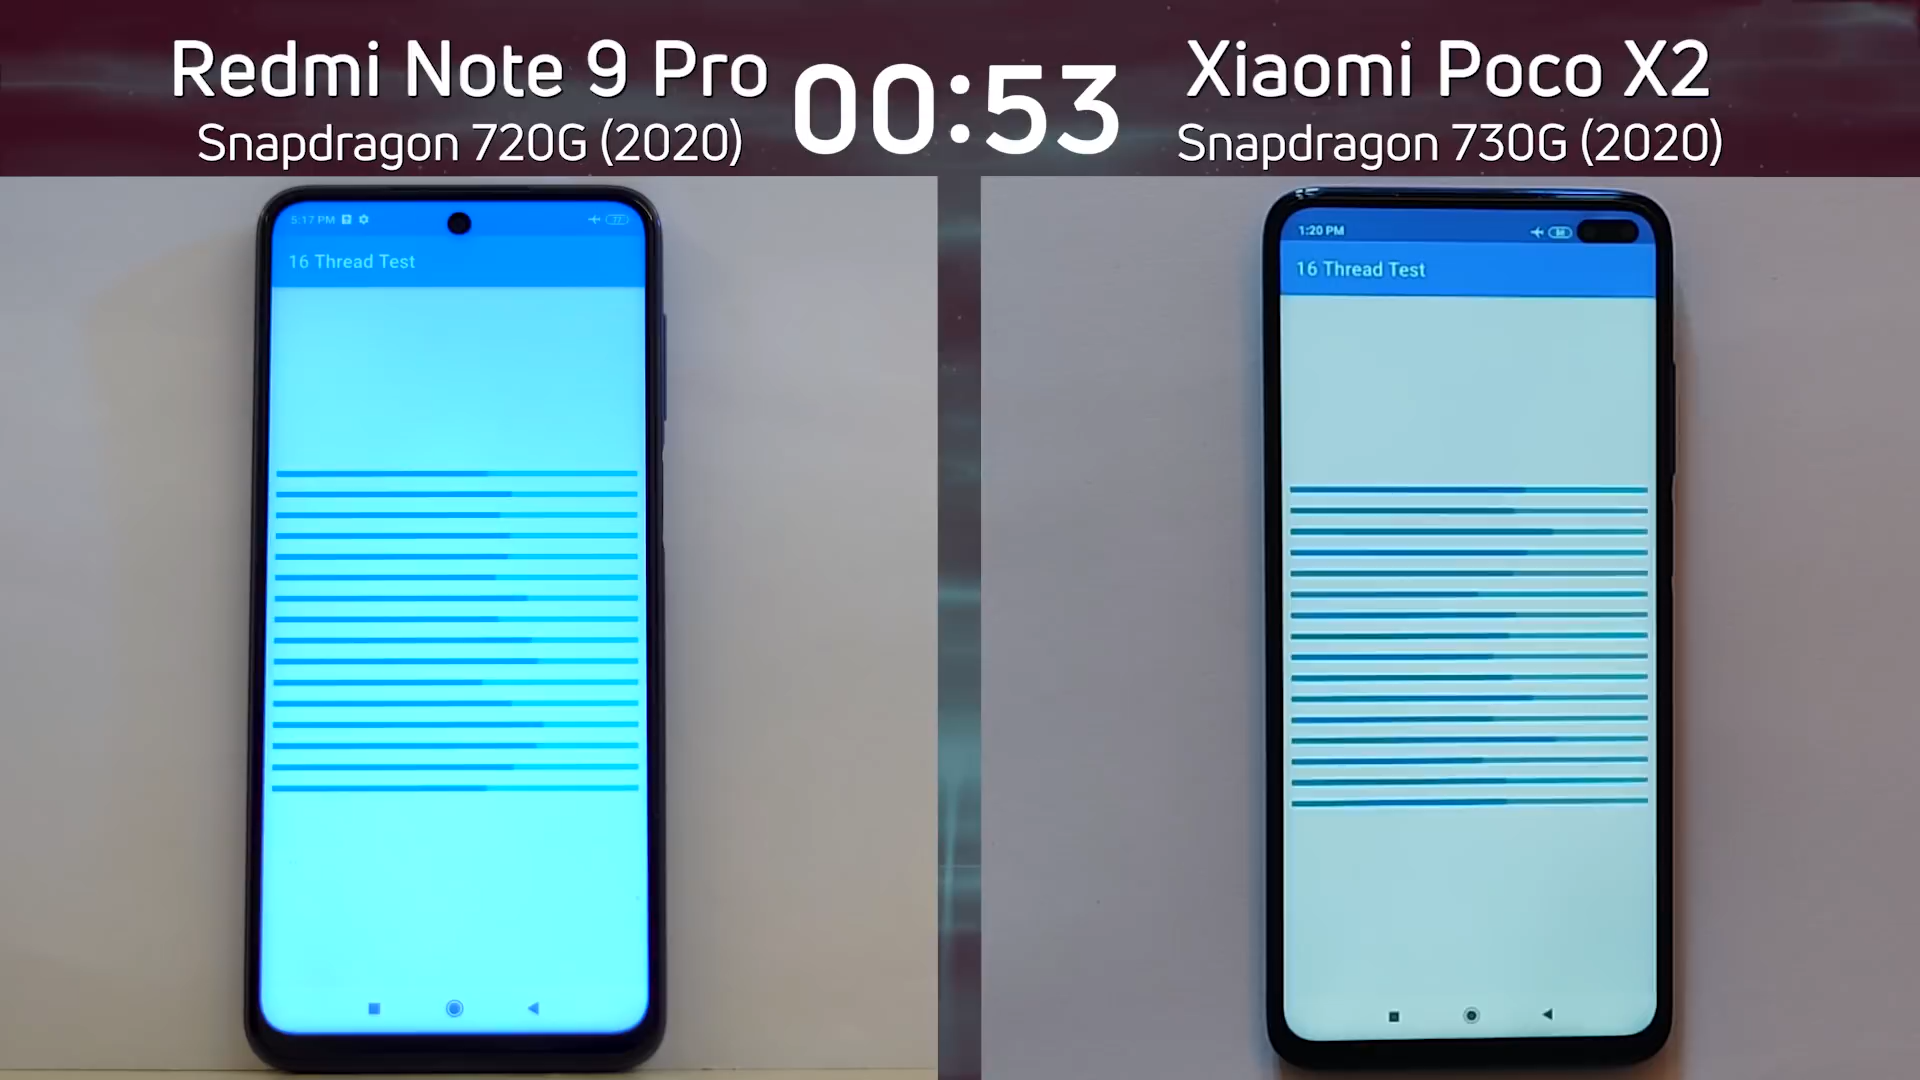 Redmi Note 9 Pro
Snapdragon 720G (2020)
00:53
Xiaomi Poco X2
Snapdragon 730G (2020)
5:17 PM
77
16 Thread Test
1:20 PM
16 Thread Test